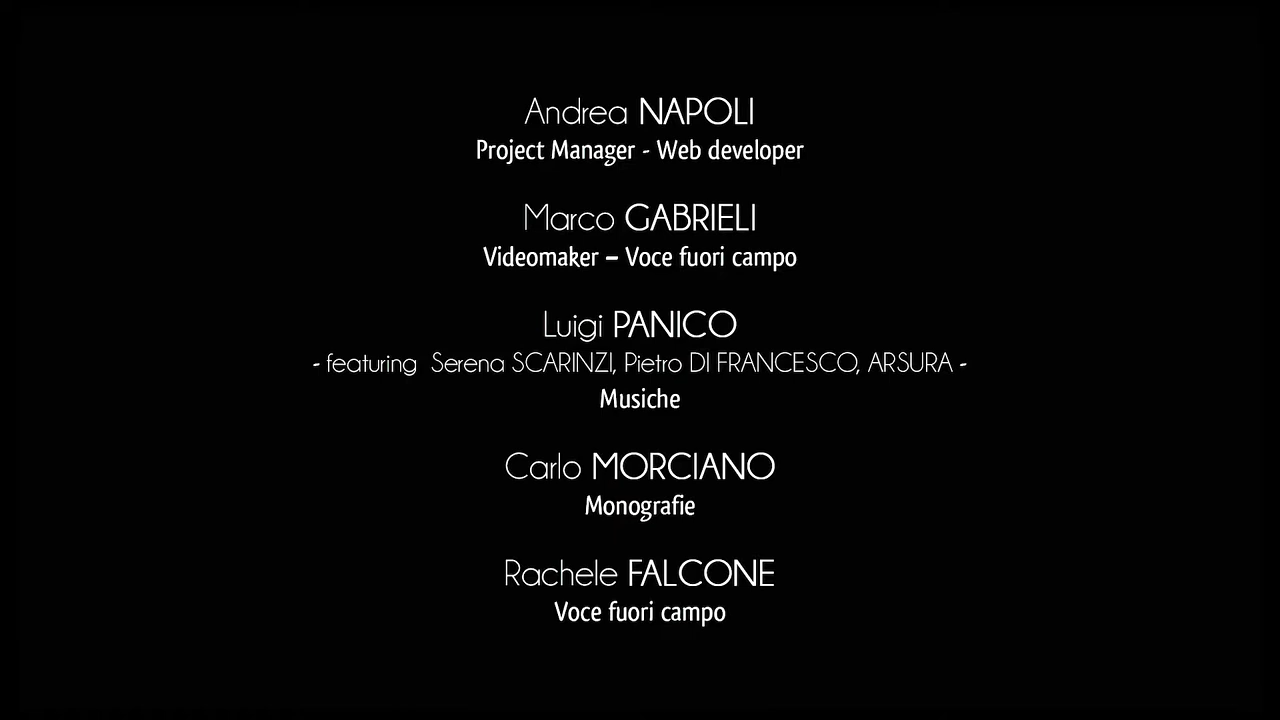 Andrea NAPOLI
Project Manager - Web developer
Marco GABRIELI
Videomaker – Voce fuori campo
Luigi PANICO
- featuring Serena SCARINZI, Pietro DI FRANCESCO, ARSURA -
Musiche
Carlo MORCIANO
Monografie
Rachele FALCONE
Voce fuori campo